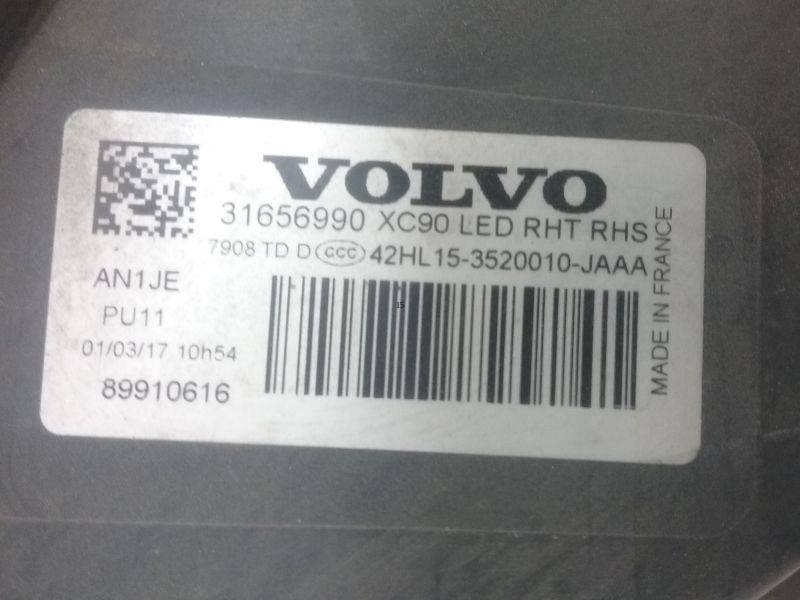 VOLVO
31656990 XC90 LED RHT RHS
7908 TD D CCC 42HL15-3520010-JAAA
AN1JE
PU11
01/03/17 10h54
89910616
MADE IN FRANCE
15